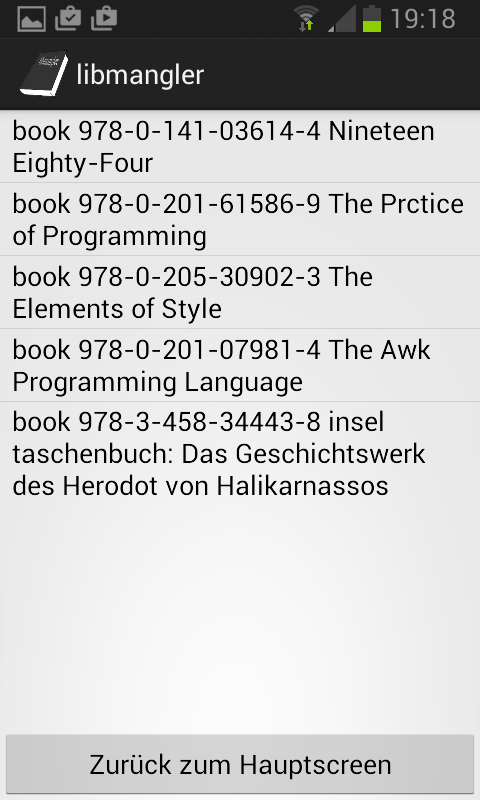 19:18
libmangler
book 978-0-141-03614-4 Nineteen
Eighty-Four
book 978-0-201-61586-9 The Prctice
of Programming
book 978-0-205-30902-3 The
Elements of Style
book 978-0-201-07981-4 The Awk
Programming Language
book 978-3-458-34443-8 insel
taschenbuch: Das Geschichtswerk
des Herodot von Halikarnassos
Zurück zum Hauptscreen